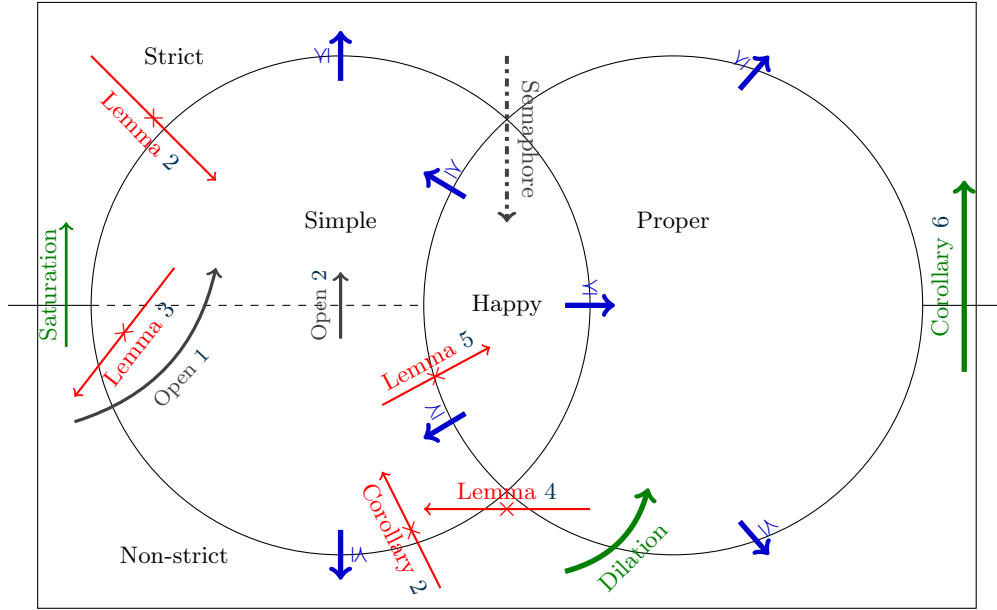 Strict
⪯
⪯
Semaphore
Lemma 2
⪯
Simple
Proper
Saturation
Corollary 6
Open 2
Happy
⪯
Lemma 3
Open 1
Lemma 5
⪯
Lemma 4
Corollary 2
Non-strict
⪯
Dilation
⪯